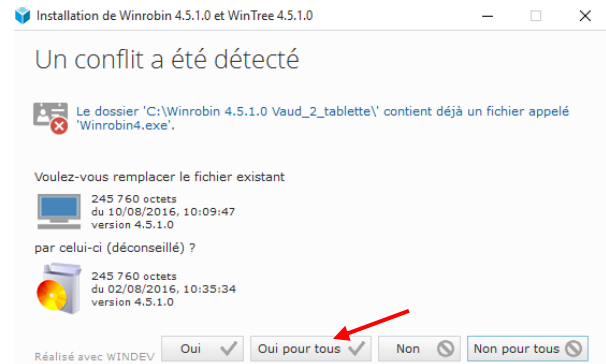 Installation de Winrobin 4.5.1.0 et WinTree 4.5.1.0
Un conflit a été détecté
Le dossier 'C:\Winrobin 4.5.1.0 Vaud_2_tablette\' contient déjà un fichier appelé
'Winrobin4.exe'.
Voulez-vous remplacer le fichier existant
245 760 octets
du 10/08/2016, 10:09:47
version 4.5.1.0
par celui-ci (déconseillé) ?
245 760 octets
du 02/08/2016, 10:35:34
version 4.5.1.0
Réalisé avec WINDEV Oui Oui pour tous Non Non pour tous